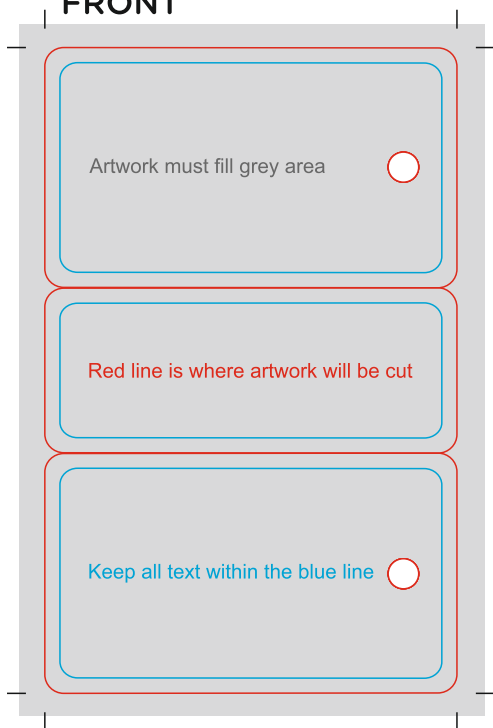 FRONT
Artwork must fill grey area
Red line is where artwork will be cut
Keep all text within the blue line